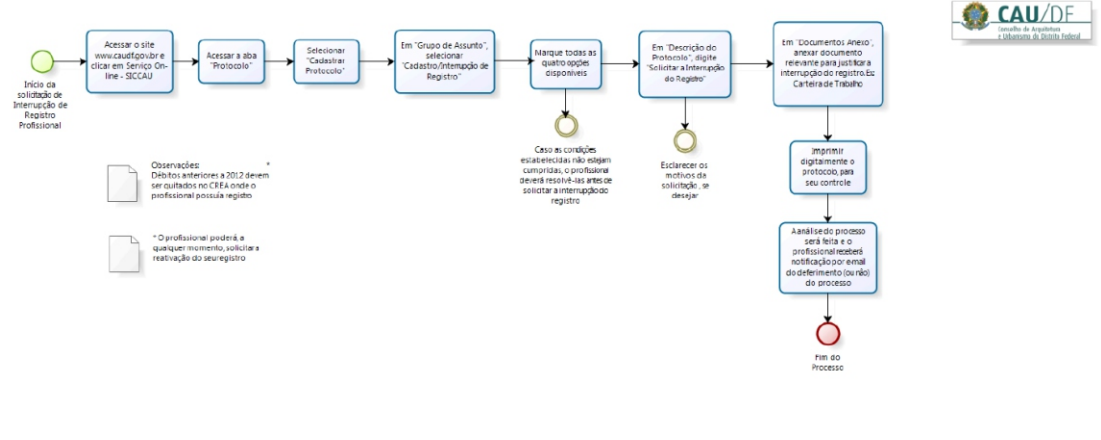 CAU/DF
Conselho de Arquitetura
e Urbanismo do Distrito Federal
Início da
solicitação de
Interrupção de
Registro
Profissional
Acessar o site
www.caudf.gov.br e
clicar em Serviço On-
line - SICCAU
Acessar a aba
"Protocolo"
Selecionar
"Cadastrar
Protocolo"
Em "Grupo de Assunto",
selecionar
"Cadastro/Interrupção de
Registro"
Marque todas as
quatro opções
disponíveis
Caso as condições
estabelecidas não estejam
cumpridas, o profissional
deverá resolvê-las antes de
solicitar a interrupção do
registro
Em "Descrição do
Protocolo", digite
"Solicitar a Interrupção
do Registro"
Esclarecer os
motivos da
solicitação, se
desejar
Em "Documentos Anexo",
anexar documento
relevante para justificar a
interrupção do registro. Ex:
Carteira de Trabalho
Imprimir
digitalmente o
protocolo, para
seu controle
A análise do processo
será feita e o
profissional receberá
notificação por email
do deferimento (ou não)
do processo
Fim do
Processo
Observações: *
Débitos anteriores a 2012 devem
ser quitados no CREA onde o
profissional possuía registro
* O profissional poderá, a
qualquer momento, solicitar a
reativação do seu registro